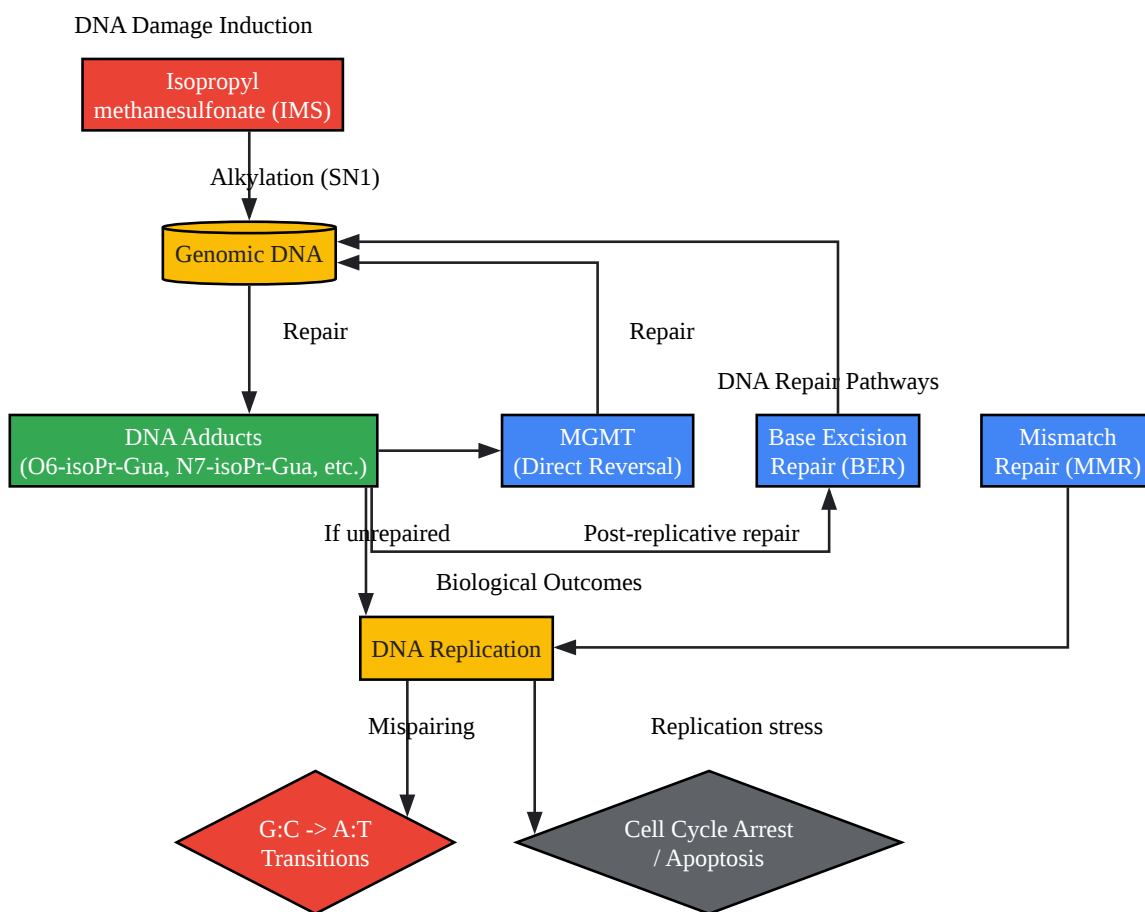 DNA Damage Induction
Isopropyl
methanesulfonate (IMS)
Alkylation (SN1)
Genomic DNA
Repair
Repair
DNA Repair Pathways
DNA Adducts
(O6-isoPr-Gua, N7-isoPr-Gua, etc.)
MGMT
(Direct Reversal)
Base Excision
Repair (BER)
Mismatch
Repair (MMR)
If unrepaired
Post-replicative repair
Biological Outcomes
DNA Replication
Mispairing
Replication stress
G:C -> A:T
Transitions
Cell Cycle Arrest
/ Apoptosis